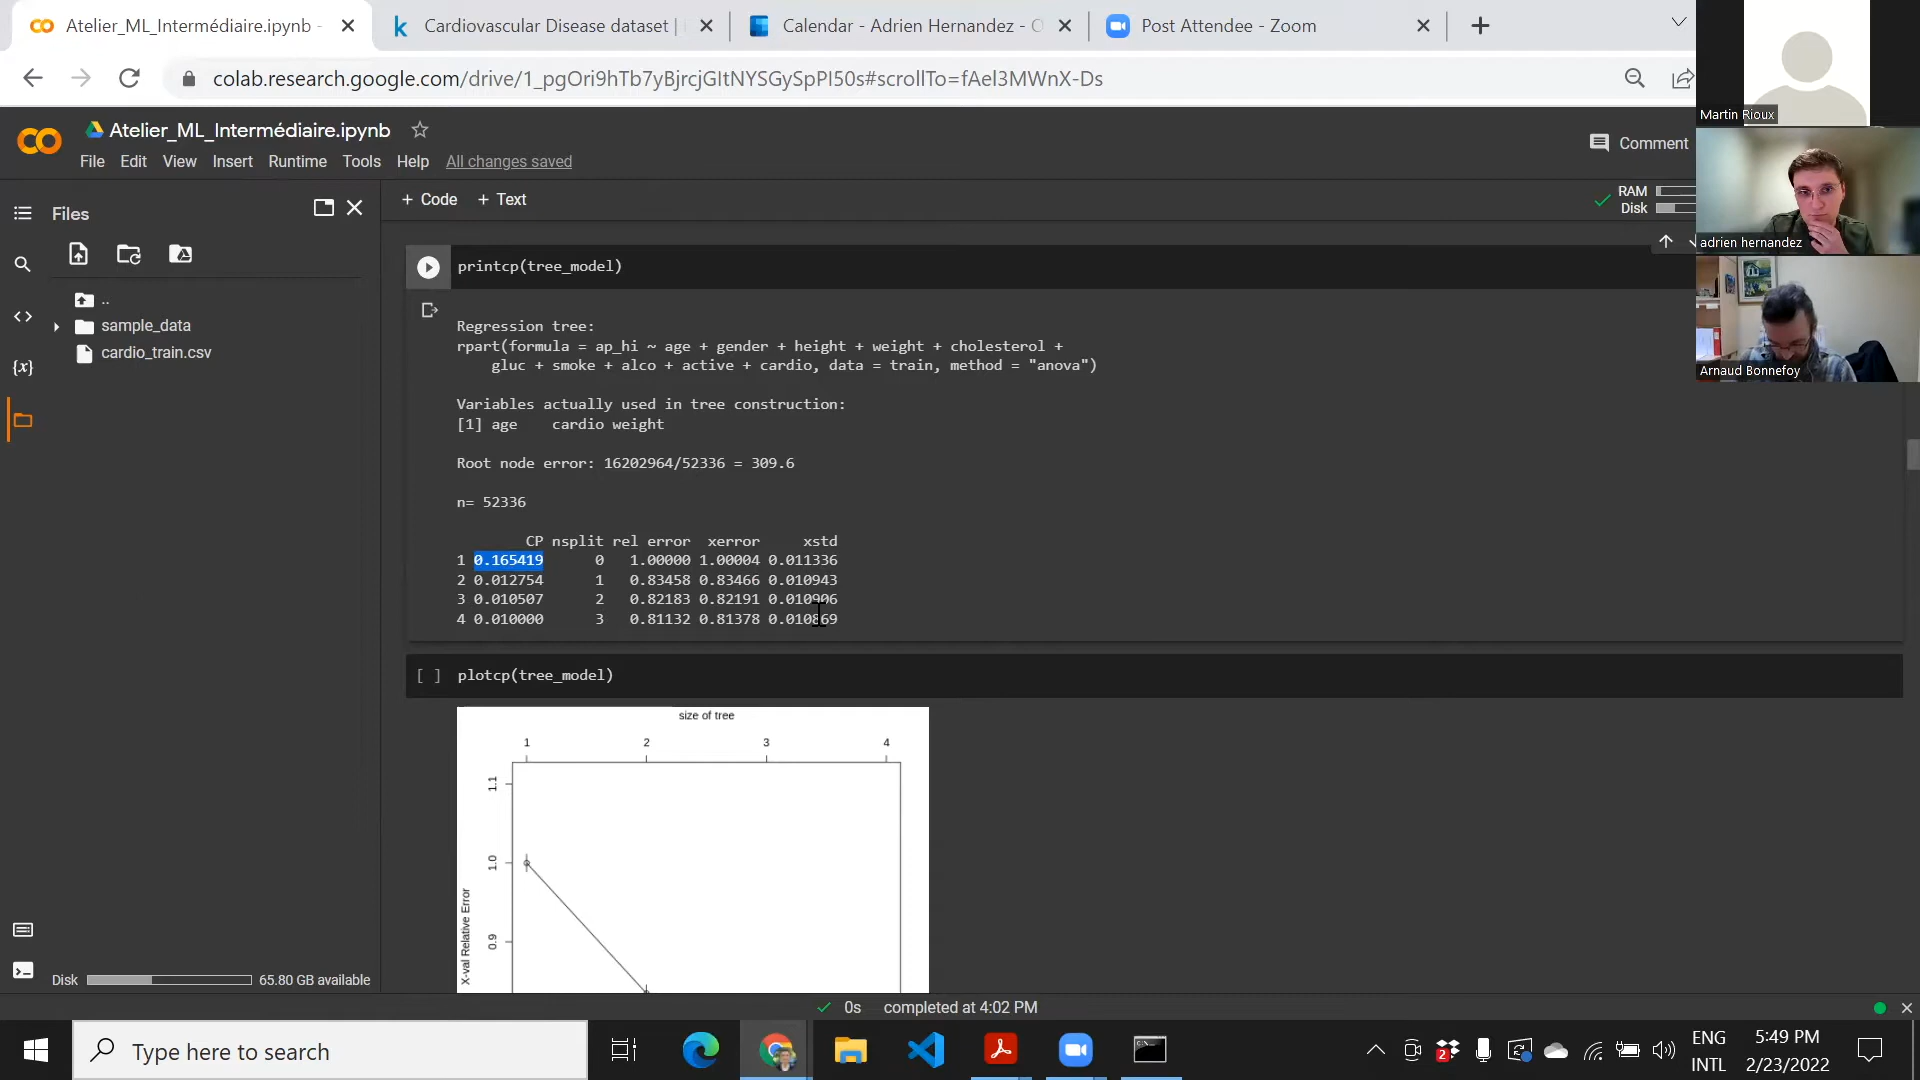 Atelier_ML_Intermédiaire.ipynb -
Cardiovascular Disease dataset |
Calendar - Adrien Hernandez - O
Post Attendee - Zoom
colab.research.google.com/drive/1_pgOri9hTb7yBjrcjGItNYSGySpPI50s#scrollTo=fAel3MWnX-Ds
Martin Rioux
adrien hernandez
Arnaud Bonnefoy
Atelier_ML_Intermédiaire.ipynb
File Edit View Insert Runtime Tools Help All changes saved
Comment
Files
+ Code + Text
RAM
Disk
..
sample_data
cardio_train.csv
printcp(tree_model)
Regression tree:
rpart(formula = ap_hi ~ age + gender + height + weight + cholesterol +
gluc + smoke + alco + active + cardio, data = train, method = "anova")
Variables actually used in tree construction:
[1] age cardio weight
Root node error: 16202964/52336 = 309.6
n= 52336
CP nsplit rel error xerror xstd
1 0.165419 0 1.00000 1.00004 0.011336
2 0.012754 1 0.83458 0.83466 0.010943
3 0.010507 2 0.82183 0.82191 0.010906
4 0.010000 3 0.81132 0.81378 0.010869
[ ] plotcp(tree_model)
size of tree
1 2 3 4
1.1
1.0
0.9
X-val Relative Error
Disk 65.80 GB available
0s completed at 4:02 PM
Type here to search
2
ENG
INTL
5:49 PM
2/23/2022